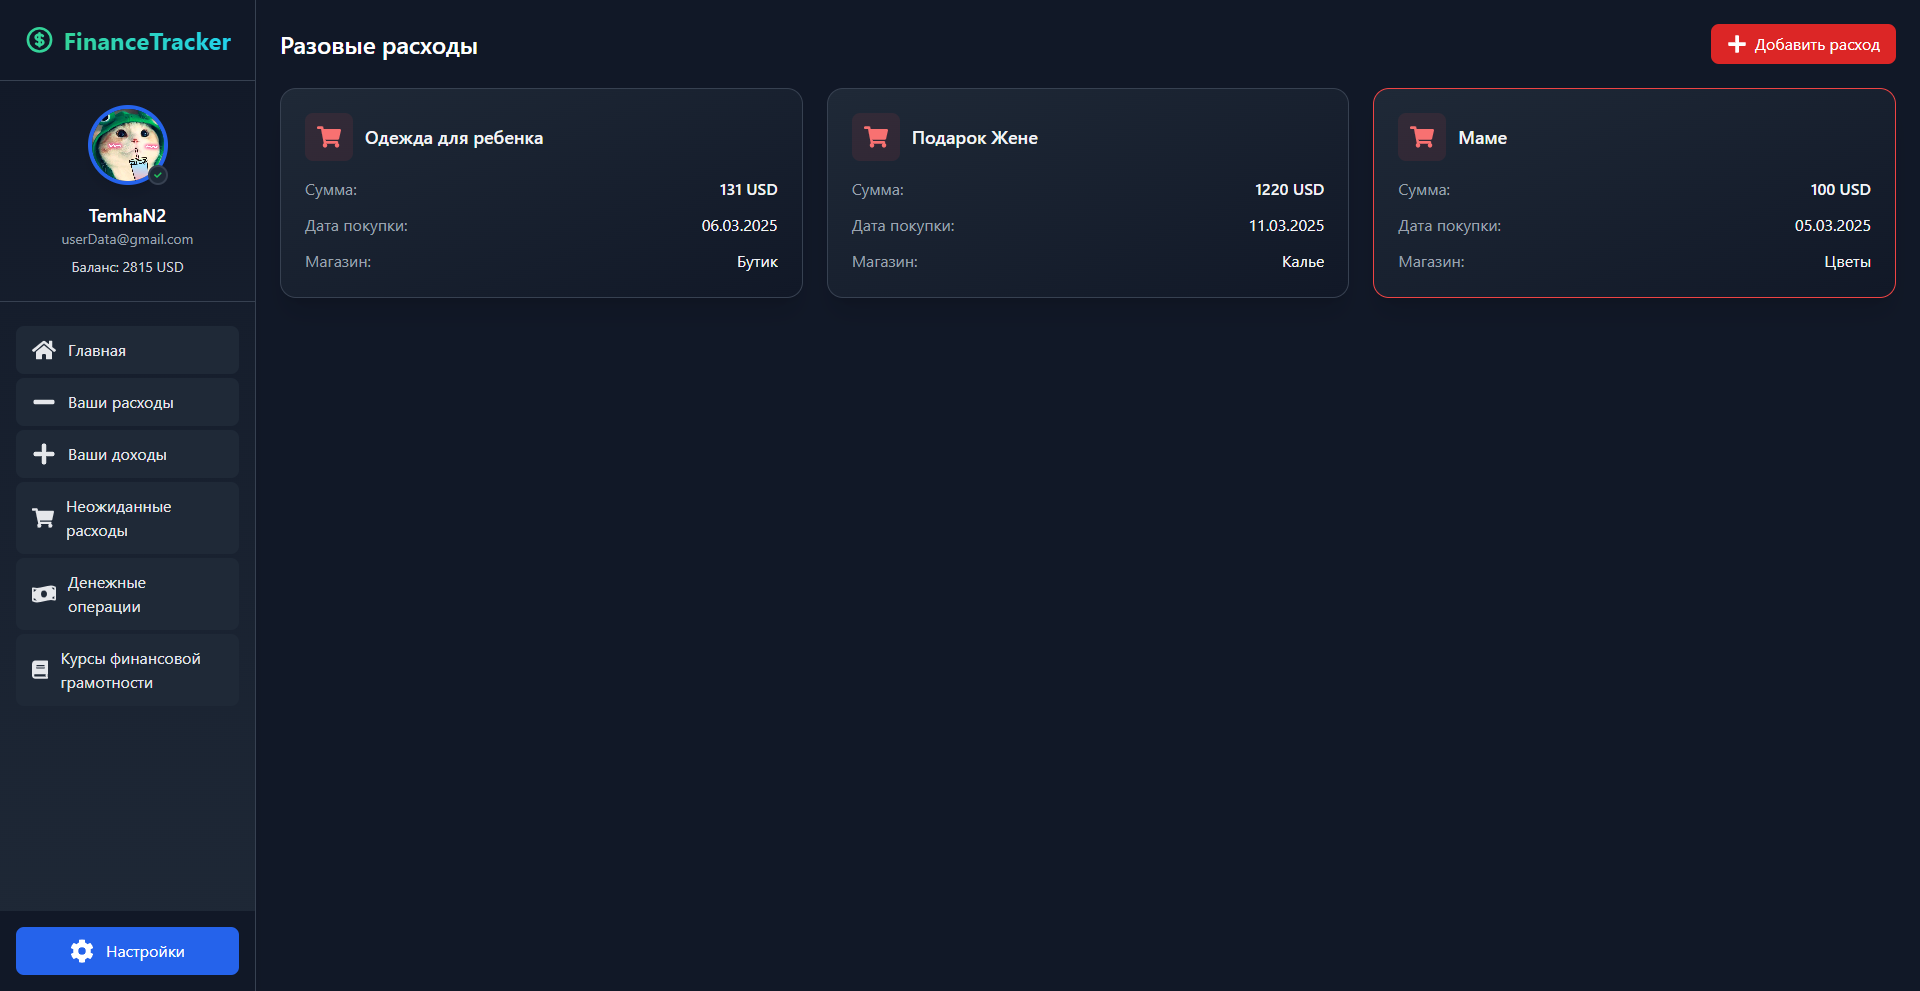 FinanceTracker
TemhaN2
userData@gmail.com
Баланс: 2815 USD
Главная
Ваши расходы
Ваши доходы
Неожиданные
расходы
Денежные
операции
Курсы финансовой
грамотности
Настройки
Разовые расходы
Добавить расход
Одежда для ребенка
Сумма: 131 USD
Дата покупки: 06.03.2025
Магазин: Бутик
Подарок Жене
Сумма: 1220 USD
Дата покупки: 11.03.2025
Магазин: Калье
Маме
Сумма: 100 USD
Дата покупки: 05.03.2025
Магазин: Цветы